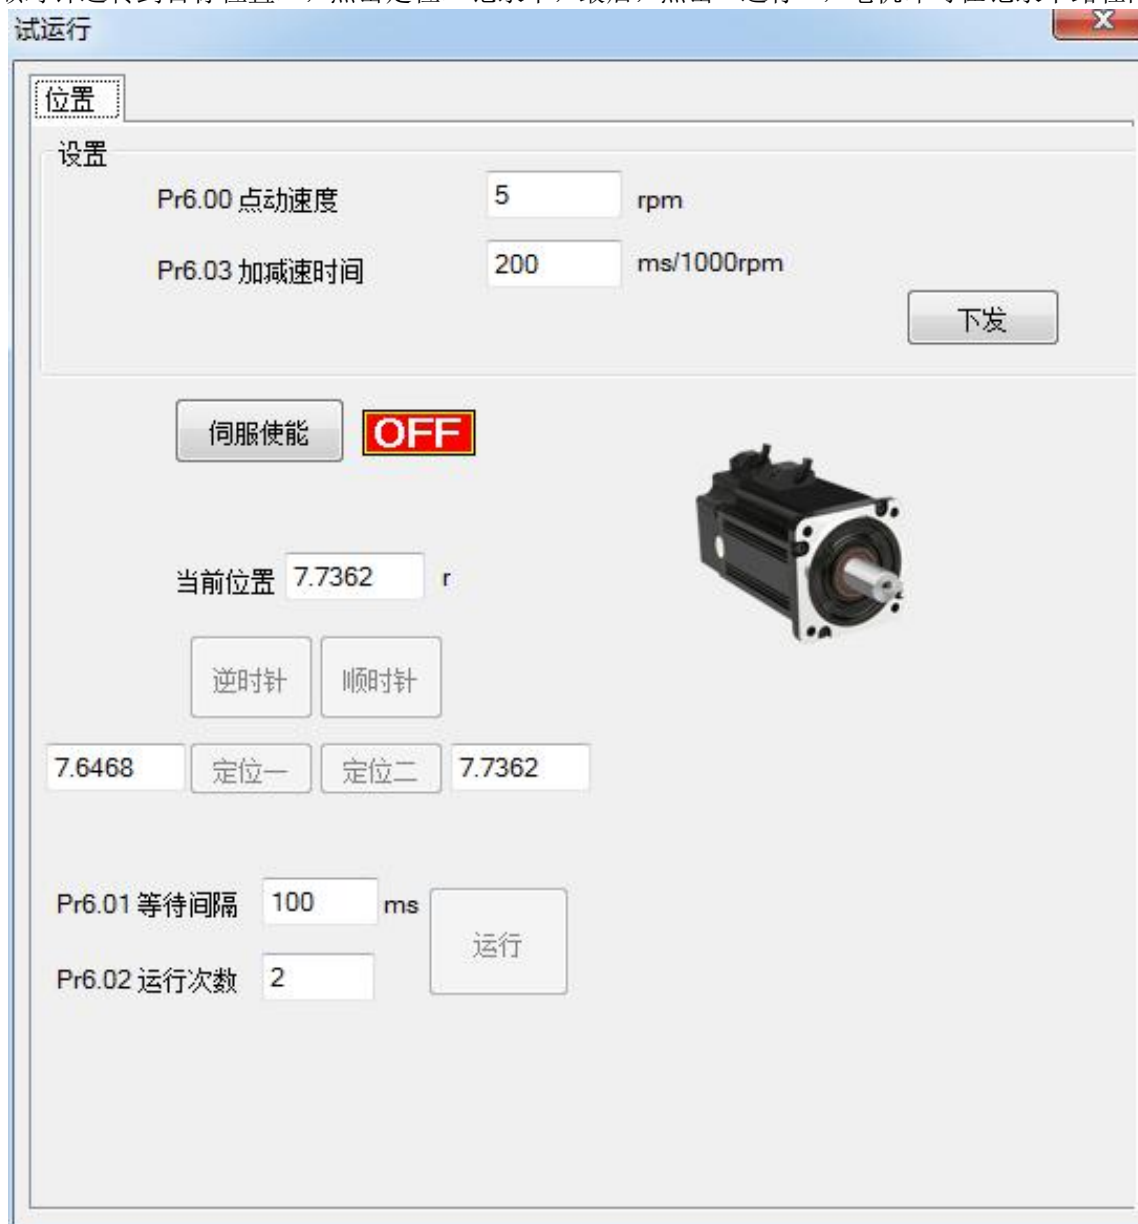 试运行
位置
设置
Pr6.00 点动速度 5 rpm
Pr6.03 加减速时间 200 ms/1000rpm
下发
伺服使能 OFF
当前位置 7.7362 r
逆时针 顺时针
7.6468 定位一 定位二 7.7362
Pr6.01 等待间隔 100 ms
运行
Pr6.02 运行次数 2